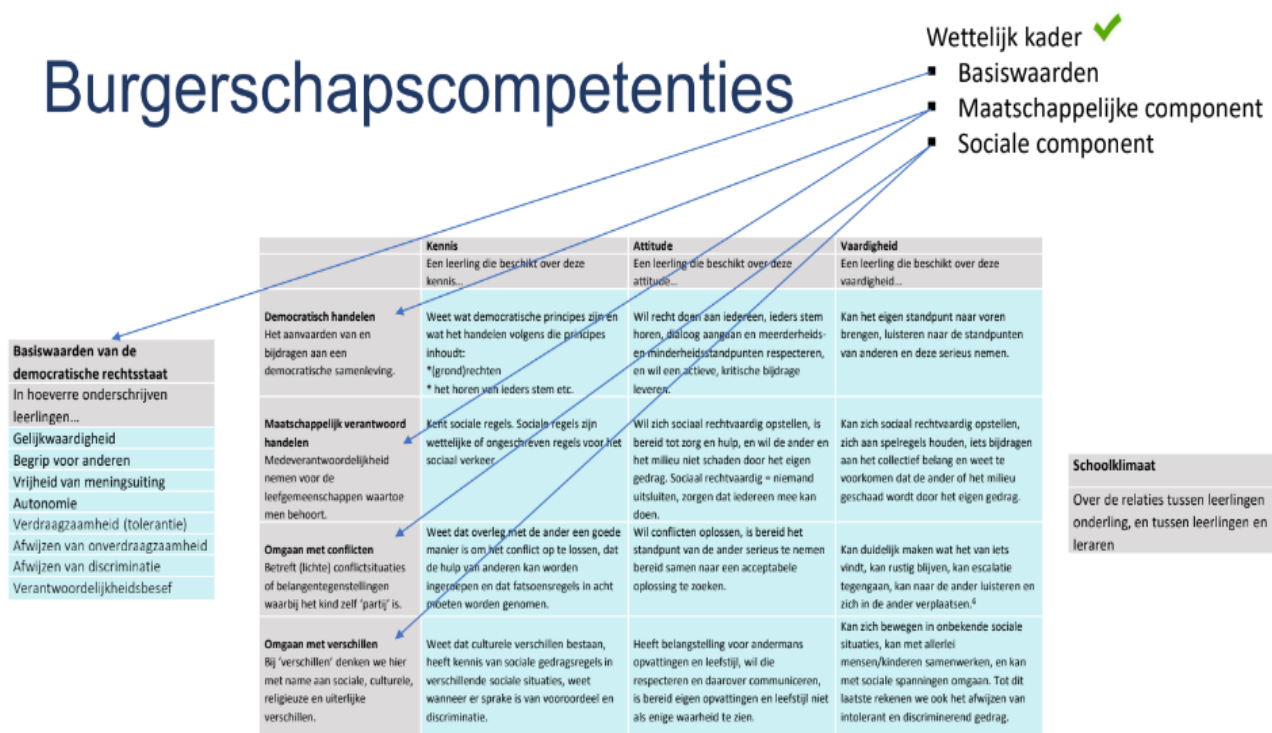 Burgerschapscompetenties
Wettelijk kader
▪ Basiswaarden
▪ Maatschappelijke component
▪ Sociale component
Basiswaarden van de
democratische rechtsstaat
In hoeverre onderschrijven
leerlingen...
Gelijkwaardigheid
Begrip voor anderen
Vrijheid van meningsuiting
Autonomie
Verdraagzaamheid (tolerantie)
Afwijzen van onverdraagzaamheid
Afwijzen van discriminatie
Verantwoordelijkheidsbesef
Kennis
Een leerling die beschikt over deze
kennis...
Attitude
Een leerling die beschikt over deze
attitude...
Vaardigheid
Een leerling die beschikt over deze
vaardigheid...
Democratisch handelen
Het aanvaarden van en
bijdragen aan een
democratische samenleving.
Weet wat democratische principes zijn en
wat het handelen volgens die principes
inhoudt:
*(grond)rechten
* het horen van ieders stem etc.
Wil recht doen aan iedereen, ieders stem
horen, dialoog aangaan en meerderheids-
en minderheidsstandpunten respecteren,
en wil een actieve, kritische bijdrage
leveren.
Kan het eigen standpunt naar voren
brengen, luisteren naar de standpunten
van anderen en deze serieus nemen.
Maatschappelijk verantwoord
handelen
Medeverantwoordelijkheid
nemen voor de
leefgemeenschappen waartoe
men behoort.
Kent sociale regels. Sociale regels zijn
wettelijke of ongeschreven regels voor het
sociaal verkeer.
Wil zich sociaal rechtvaardig opstellen, is
bereid tot zorg en hulp, en wil de ander en
het milieu niet schaden door het eigen
gedrag. Sociaal rechtvaardig = niemand
uitsluiten, zorgen dat iedereen mee kan
doen.
Kan zich sociaal rechtvaardig opstellen,
zich aan spelregels houden, iets bijdragen
aan het collectief belang en weet te
voorkomen dat de ander of het milieu
geschaad wordt door het eigen gedrag.
Omgaan met conflicten
Betreft (lichte) conflictsituaties
of belangentegenstellingen
waarbij het kind zelf 'partij' is.
Weet dat overleg met de ander een goede
manier is om het conflict op te lossen, dat
de hulp van anderen kan worden
ingeroepen en dat fatsoensregels in acht
moeten worden genomen.
Wil conflicten oplossen, is bereid het
standpunt van de ander serieus te nemen
bereid samen naar een acceptabele
oplossing te zoeken.
Kan duidelijk maken wat het van iets
vindt, kan rustig blijven, kan escalatie
tegengaan, kan naar de ander luisteren en
zich in de ander verplaatsen.⁶
Omgaan met verschillen
Bij 'verschillen' denken we hier
met name aan sociale, culturele,
religieuze en uiterlijke
verschillen.
Weet dat culturele verschillen bestaan,
heeft kennis van sociale gedragsregels in
verschillende sociale situaties, weet
wanneer er sprake is van vooroordeel en
discriminatie.
Heeft belangstelling voor andermans
opvattingen en leefstijl, wil die
respecteren en daarover communiceren,
is bereid eigen opvattingen en leefstijl niet
als enige waarheid te zien.
Kan zich bewegen in onbekende sociale
situaties, kan met allerlei
mensen/kinderen samenwerken, en kan
met sociale spanningen omgaan. Tot dit
laatste rekenen we ook het afwijzen van
intolerant en discriminerend gedrag.
Schoolklimaat
Over de relaties tussen leerlingen
onderling, en tussen leerlingen en
leraren